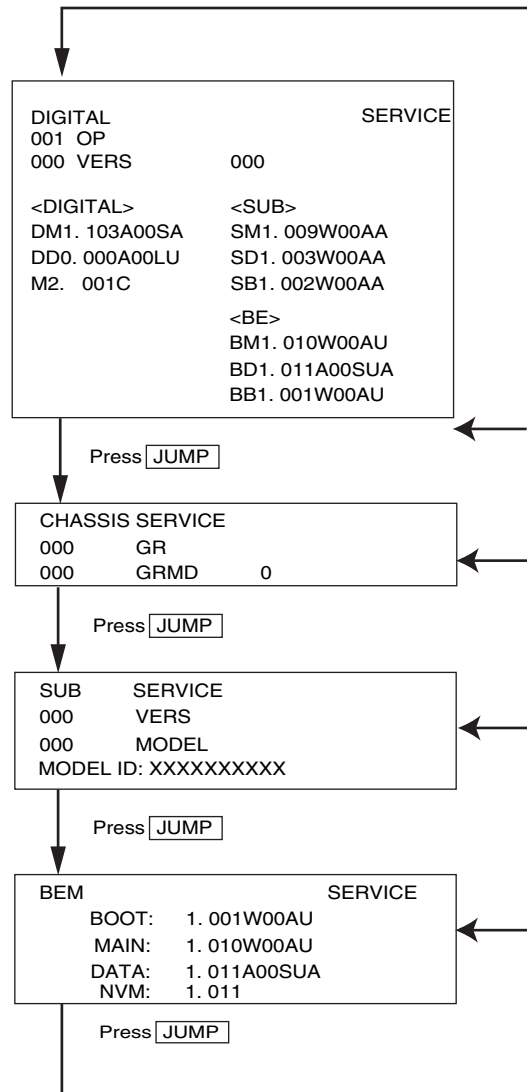 DIGITAL SERVICE
001 OP
000 VERS 000
<DIGITAL> <SUB>
DM1. 103A00SA SM1. 009W00AA
DD0. 000A00LU SD1. 003W00AA
M2. 001C SB1. 002W00AA
<BE>
BM1. 010W00AU
BD1. 011A00SUA
BB1. 001W00AU
Press JUMP
CHASSIS SERVICE
000 GR
000 GRMD 0
Press JUMP
SUB SERVICE
000 VERS
000 MODEL
MODEL ID: XXXXXXXXXX
Press JUMP
BEM SERVICE
BOOT: 1. 001W00AU
MAIN: 1. 010W00AU
DATA: 1. 011A00SUA
NVM: 1. 011
Press JUMP